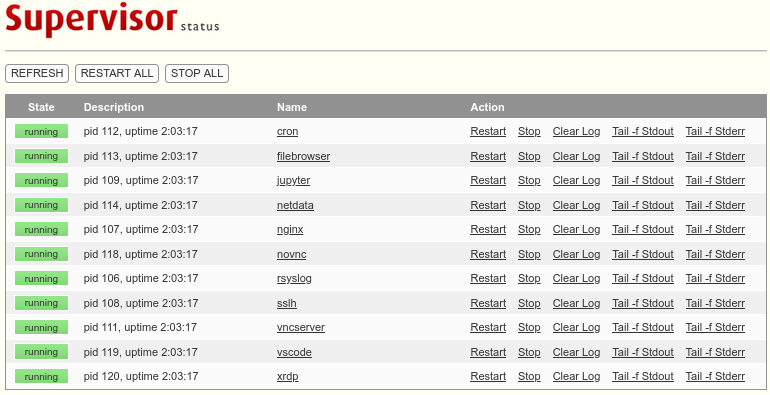 Supervisor status
REFRESH RESTART ALL STOP ALL
State Description Name Action
running pid 112, uptime 2:03:17 cron Restart Stop Clear Log Tail -f Stdout Tail -f Stderr
running pid 113, uptime 2:03:17 filebrowser Restart Stop Clear Log Tail -f Stdout Tail -f Stderr
running pid 109, uptime 2:03:17 jupyter Restart Stop Clear Log Tail -f Stdout Tail -f Stderr
running pid 114, uptime 2:03:17 netdata Restart Stop Clear Log Tail -f Stdout Tail -f Stderr
running pid 107, uptime 2:03:17 nginx Restart Stop Clear Log Tail -f Stdout Tail -f Stderr
running pid 118, uptime 2:03:17 novnc Restart Stop Clear Log Tail -f Stdout Tail -f Stderr
running pid 106, uptime 2:03:17 rsyslog Restart Stop Clear Log Tail -f Stdout Tail -f Stderr
running pid 108, uptime 2:03:17 sslh Restart Stop Clear Log Tail -f Stdout Tail -f Stderr
running pid 111, uptime 2:03:17 vncserver Restart Stop Clear Log Tail -f Stdout Tail -f Stderr
running pid 119, uptime 2:03:17 vscode Restart Stop Clear Log Tail -f Stdout Tail -f Stderr
running pid 120, uptime 2:03:17 xrdp Restart Stop Clear Log Tail -f Stdout Tail -f Stderr